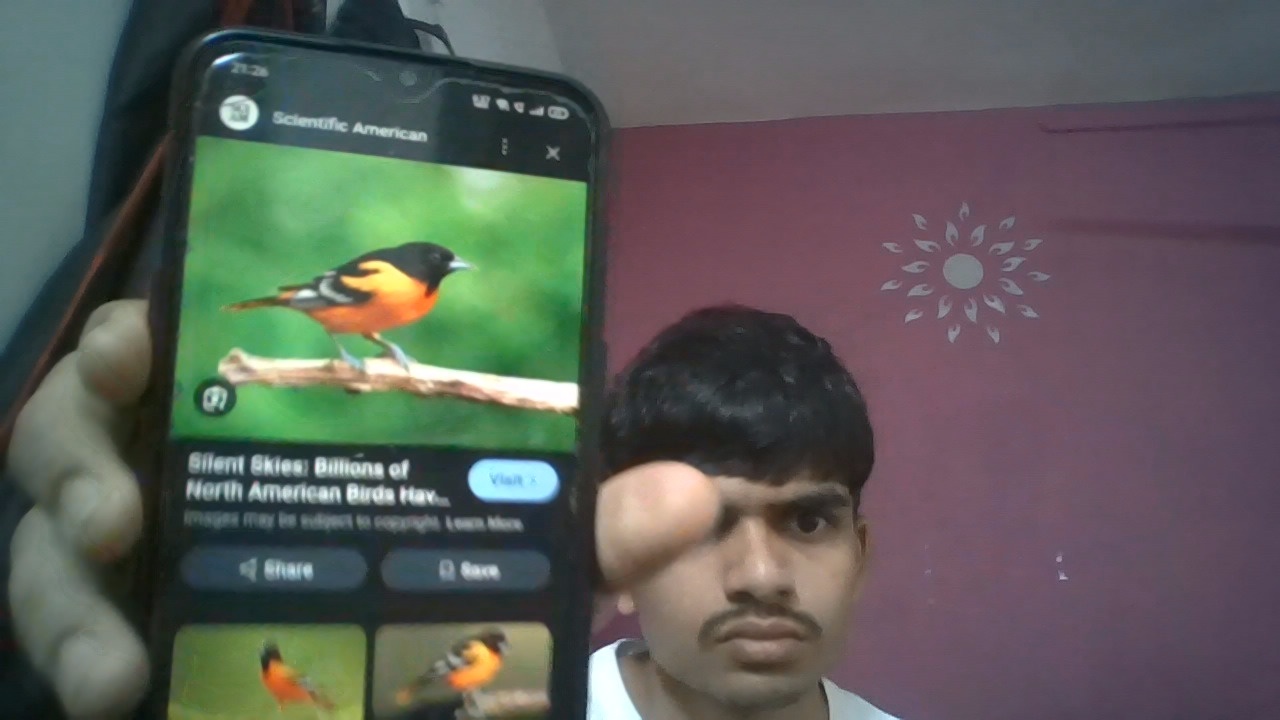 21:26
Scientific American
Silent Skies: Billions of
North American Birds Hav...
Visit
Images may be subject to copyright. Learn More
Share
Save